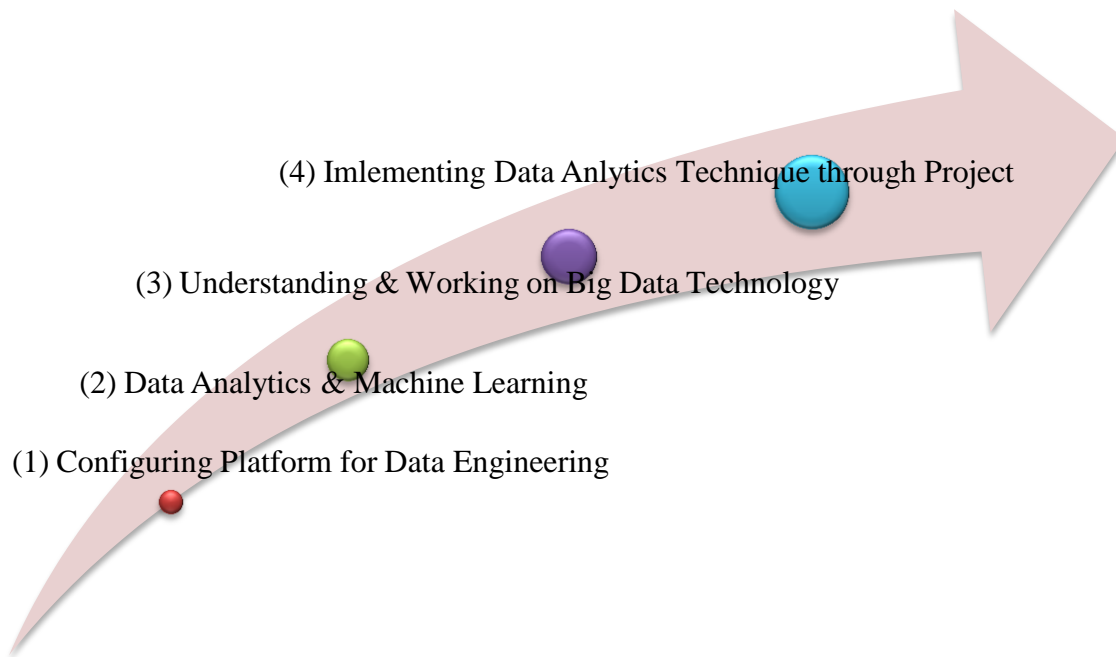 (4) Imlementing Data Anlytics Technique through Project
(3) Understanding & Working on Big Data Technology
(2) Data Analytics & Machine Learning
(1) Configuring Platform for Data Engineering